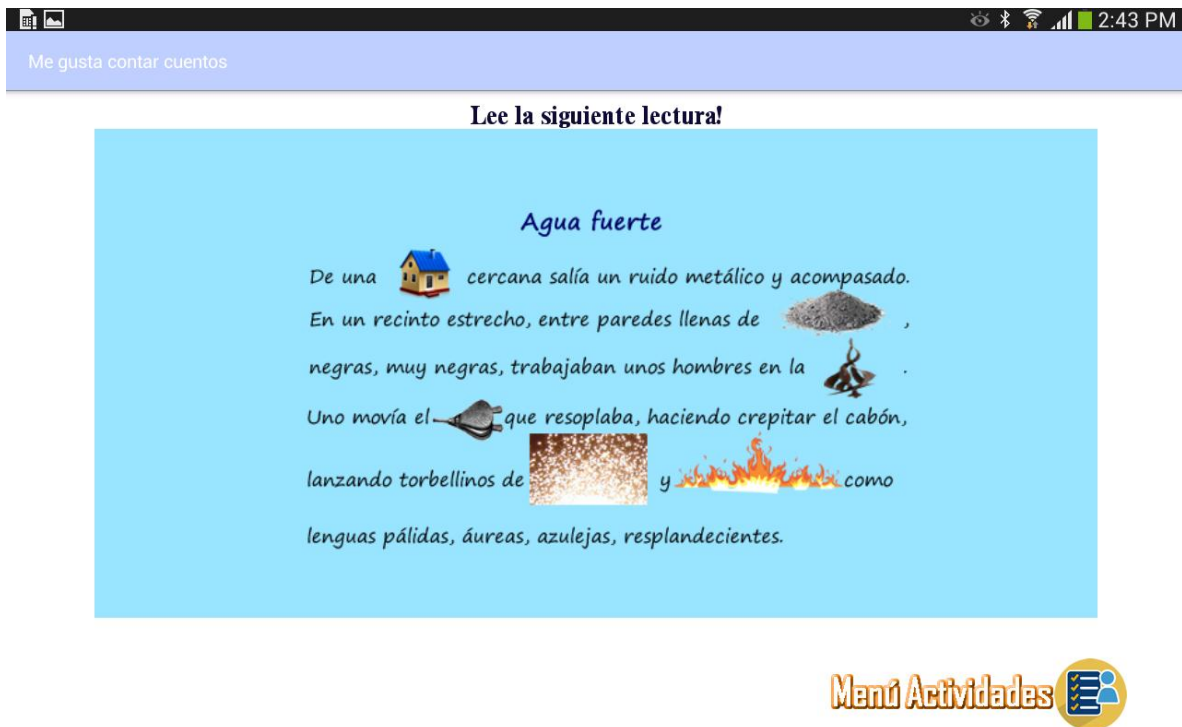 2:43 PM
Me gusta contar cuentos
Lee la siguiente lectura!
Agua fuerte
De una cercana salía un ruido metálico y acompasado.
En un recinto estrecho, entre paredes llenas de ,
negras, muy negras, trabajaban unos hombres en la .
Uno movía el que resoplaba, haciendo crepitar el cabón,
lanzando torbellinos de y como
lenguas pálidas, áureas, azulejas, resplandecientes.
Menú Actividades